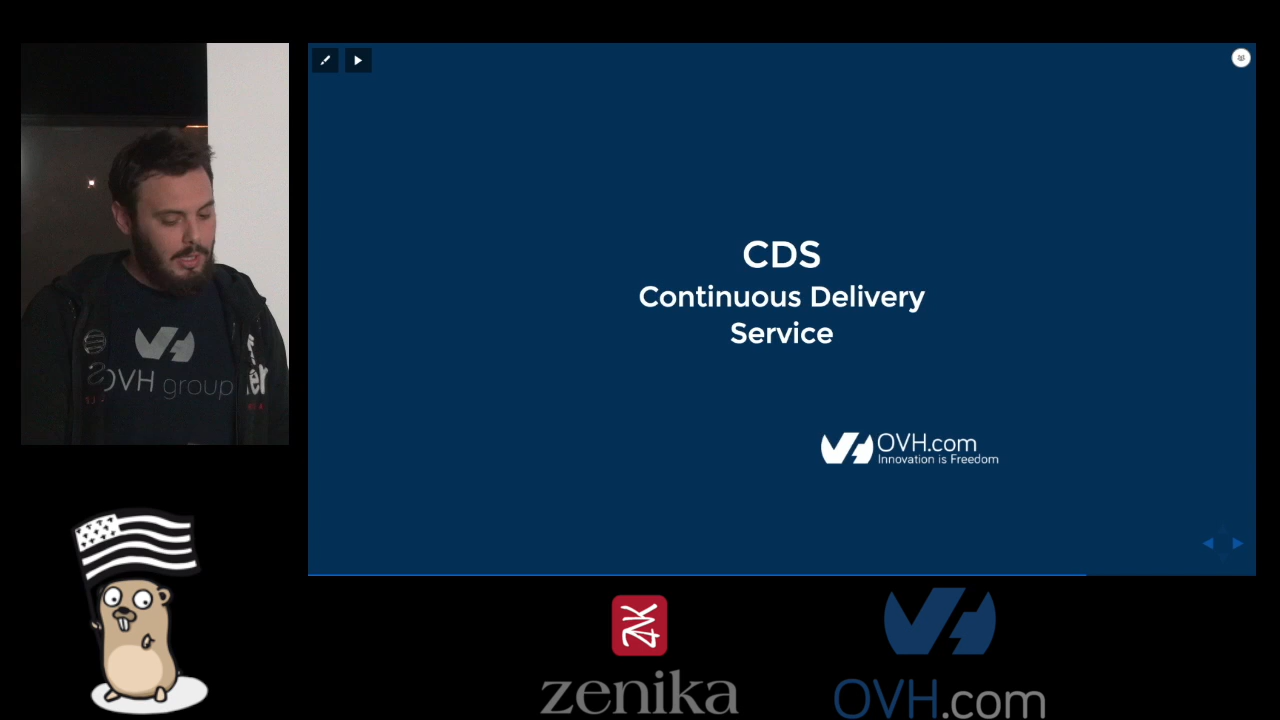 CDS
Continuous Delivery
Service
OVH.com
Innovation is Freedom
OVH group
zenika
OVH.com